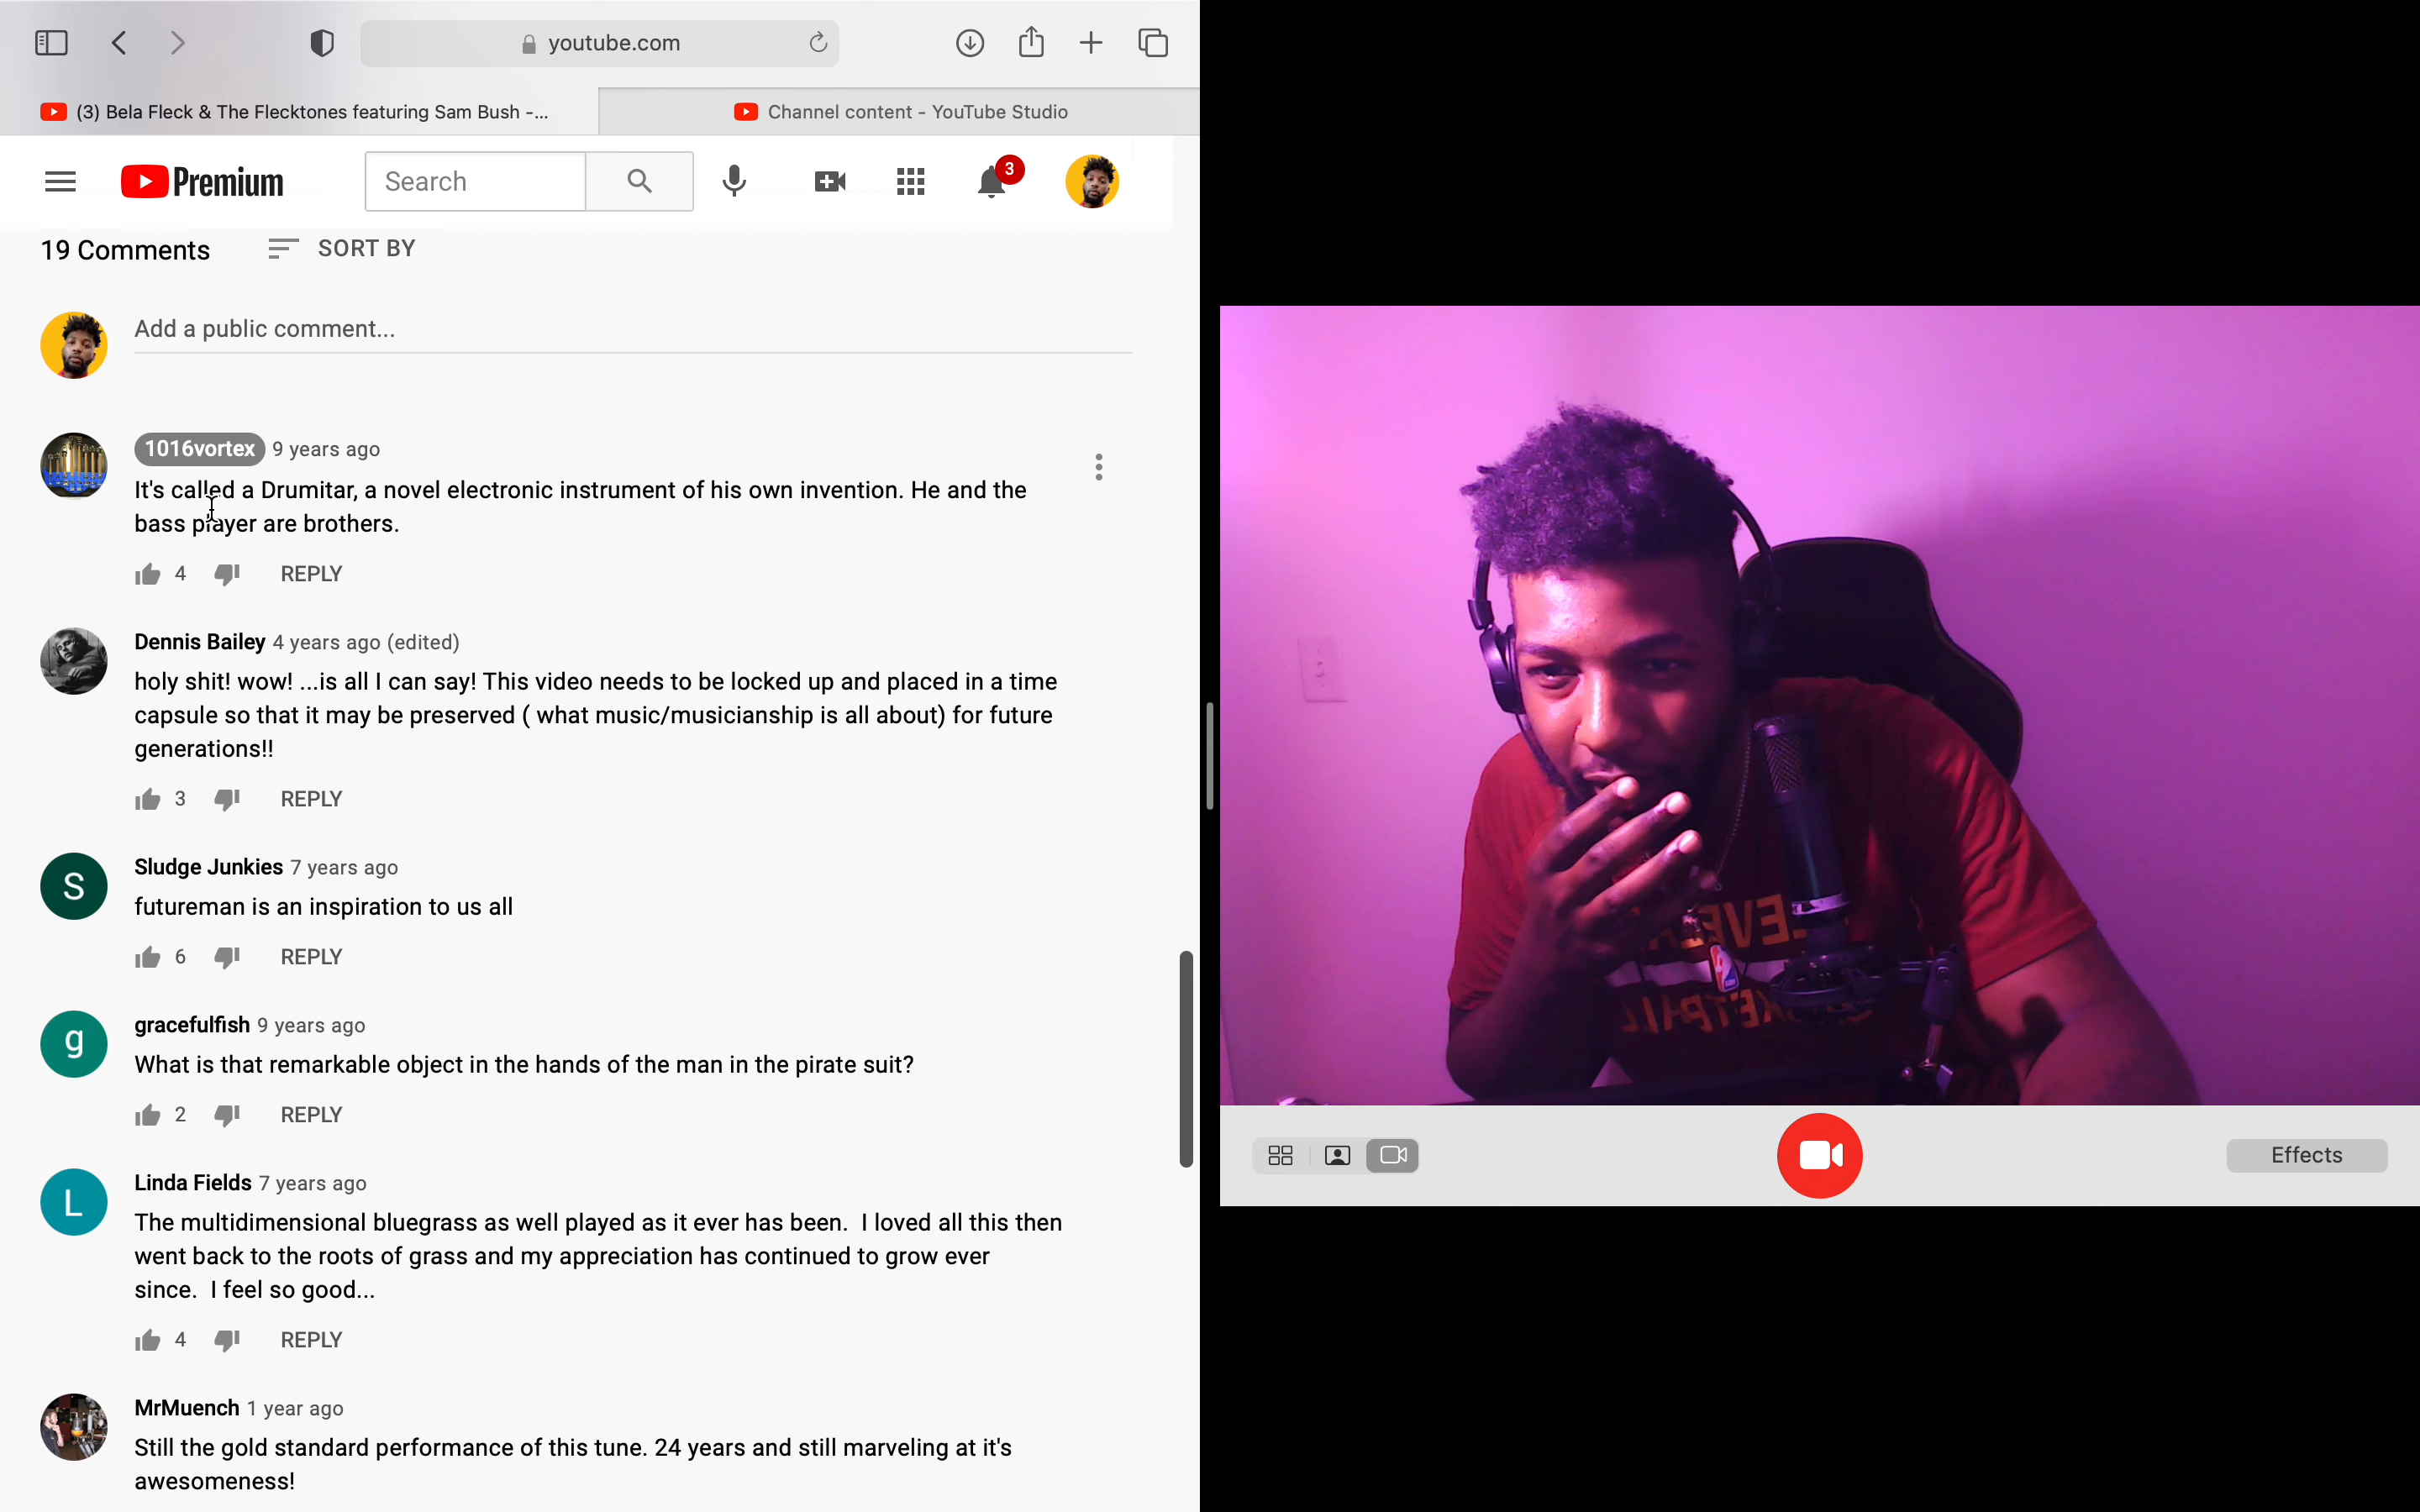 youtube.com
(3) Bela Fleck & The Flecktones featuring Sam Bush -...
Channel content - YouTube Studio
Premium
Search
3
19 Comments
SORT BY
Add a public comment...
1016vortex 9 years ago
It's called a Drumitar, a novel electronic instrument of his own invention. He and the
bass player are brothers.
4 REPLY
Dennis Bailey 4 years ago (edited)
holy shit! wow! ...is all I can say! This video needs to be locked up and placed in a time
capsule so that it may be preserved ( what music/musicianship is all about) for future
generations!!
3 REPLY
S
Sludge Junkies 7 years ago
futureman is an inspiration to us all
6 REPLY
g
gracefulfish 9 years ago
What is that remarkable object in the hands of the man in the pirate suit?
2 REPLY
L
Linda Fields 7 years ago
The multidimensional bluegrass as well played as it ever has been. I loved all this then
went back to the roots of grass and my appreciation has continued to grow ever
since. I feel so good...
4 REPLY
MrMuench 1 year ago
Still the gold standard performance of this tune. 24 years and still marveling at it's
awesomeness!
Effects